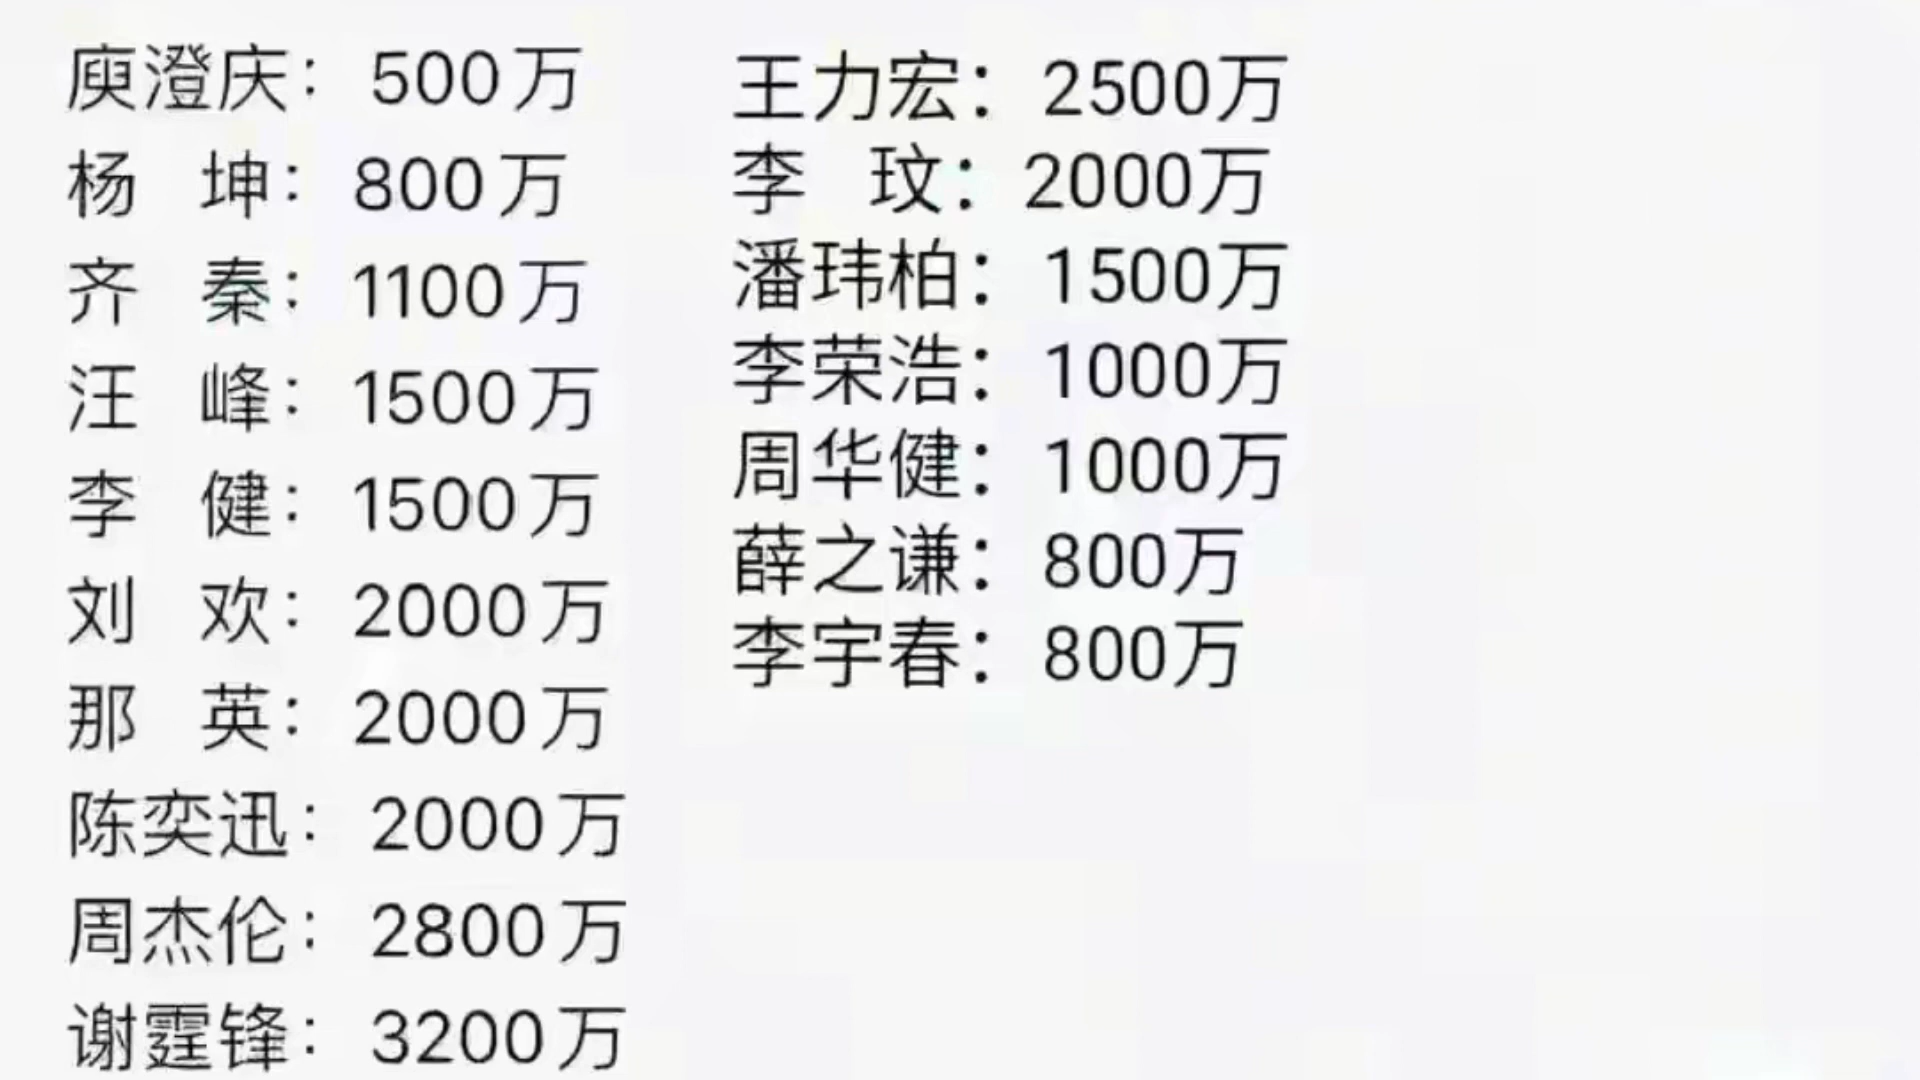 庾澄庆：500万
杨 坤：800万
齐 秦：1100万
汪 峰：1500万
李 健：1500万
刘 欢：2000万
那 英：2000万
陈奕迅：2000万
周杰伦：2800万
谢霆锋：3200万
王力宏：2500万
李 玟：2000万
潘玮柏：1500万
李荣浩：1000万
周华健：1000万
薛之谦：800万
李宇春：800万